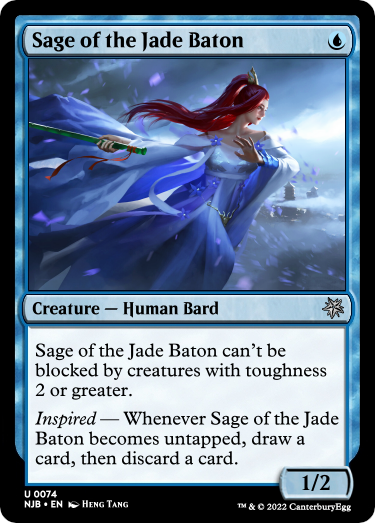 Sage of the Jade Baton
Creature — Human Bard
Sage of the Jade Baton can't be
blocked by creatures with toughness
2 or greater.
Inspired — Whenever Sage of the Jade
Baton becomes untapped, draw a
card, then discard a card.
1/2
U 0074
NJB • EN Heng Tang
™ & © 2022 CanterburyEgg